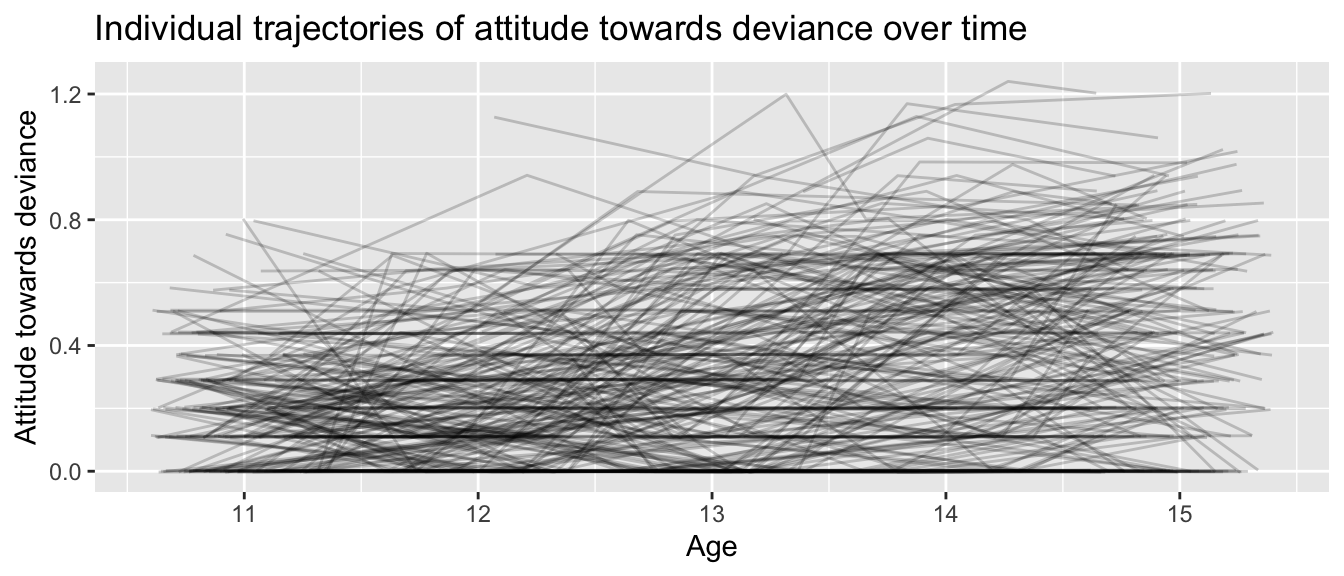 Individual trajectories of attitude towards deviance over time
Attitude towards deviance
1.2
0.8
0.4
0.0
11 12 13 14 15
Age